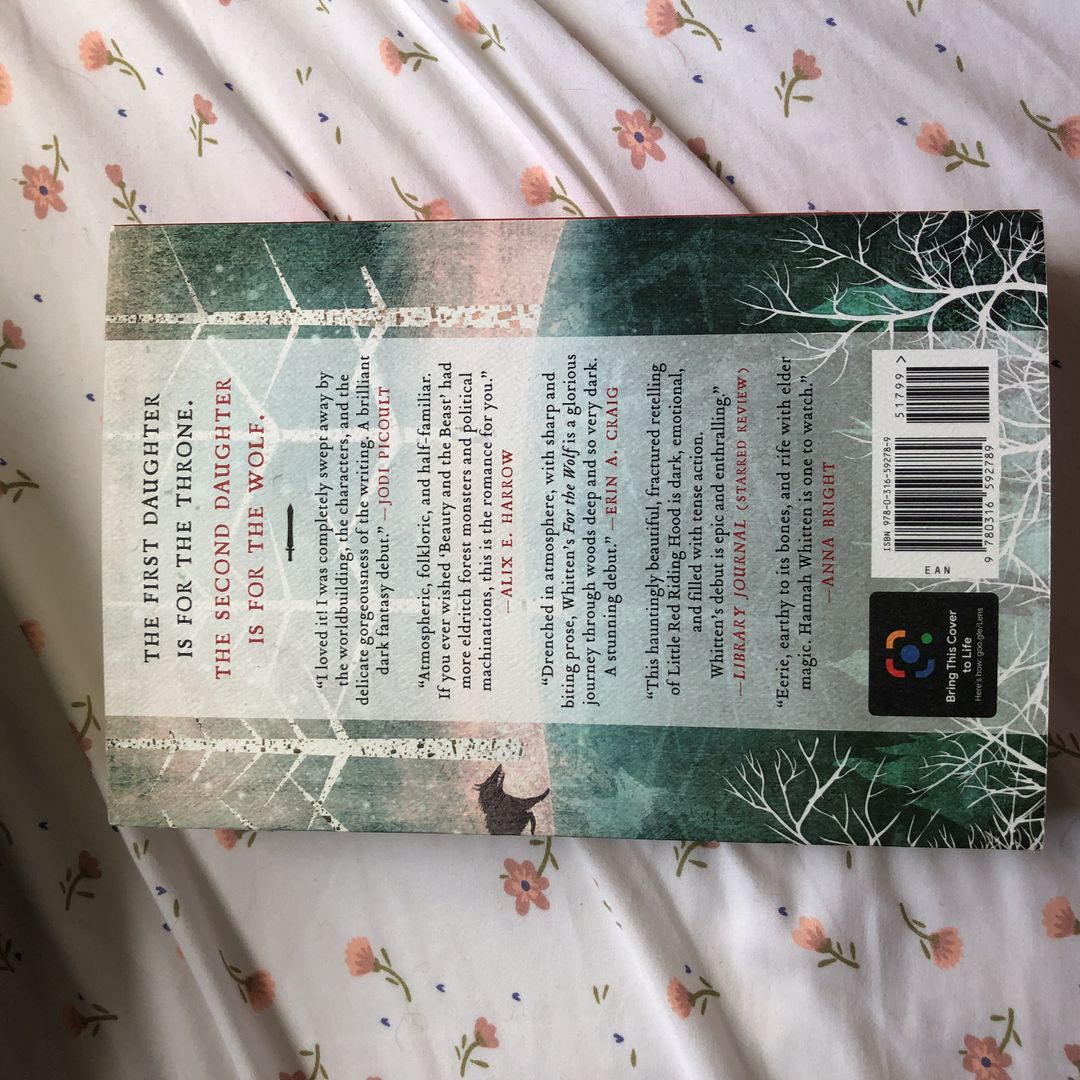 THE FIRST DAUGHTER
IS FOR THE THRONE.
THE SECOND DAUGHTER
IS FOR THE WOLF.
“I loved it! I was completely swept away by
the worldbuilding, the characters, and the
delicate gorgeousness of the writing. A brilliant
dark fantasy debut.” —JODI PICOULT
“Atmospheric, folkloric, and half-familiar.
If you ever wished ‘Beauty and the Beast’ had
more eldritch forest monsters and political
machinations, this is the romance for you.”
—ALIX E. HARROW
“Drenched in atmosphere, with sharp and
biting prose, Whitten’s For the Wolf is a glorious
journey through woods deep and so very dark.
A stunning debut.” —ERIN A. CRAIG
“This hauntingly beautiful, fractured retelling
of Little Red Riding Hood is dark, emotional,
and filled with tense action.
Whitten’s debut is epic and enthralling.”
—LIBRARY JOURNAL (STARRED REVIEW)
“Eerie, earthy to its bones, and rife with elder
magic. Hannah Whitten is one to watch.”
—ANNA BRIGHT
Bring This Cover
to Life
Here's how: goo.gle/Lens
EAN
ISBN 978-0-316-59278-9
51799 >
9 780316 592789